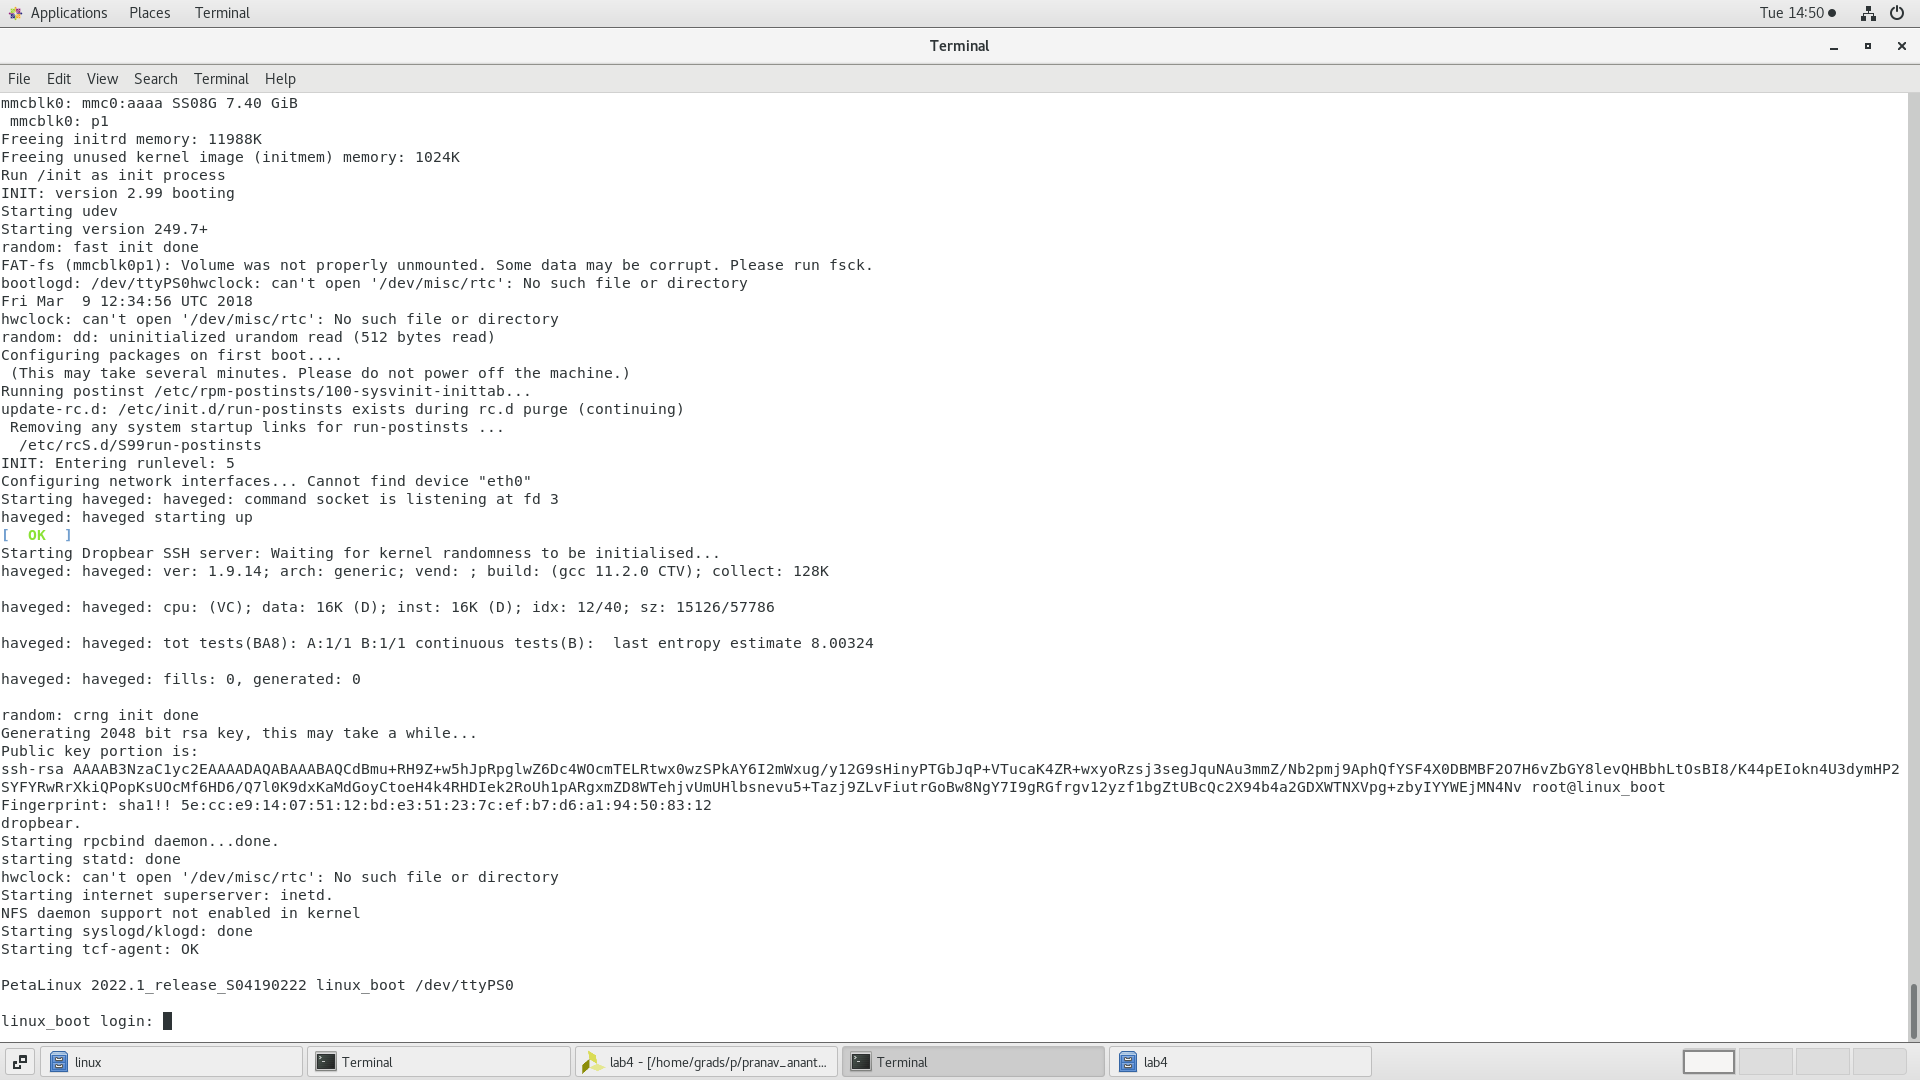 Applications Places Terminal Tue 14:50
Terminal
File Edit View Search Terminal Help
mmcblk0: mmc0:aaaa SS08G 7.40 GiB
 mmcblk0: p1
Freeing initrd memory: 11988K
Freeing unused kernel image (initmem) memory: 1024K
Run /init as init process
INIT: version 2.99 booting
Starting udev
Starting version 249.7+
random: fast init done
FAT-fs (mmcblk0p1): Volume was not properly unmounted. Some data may be corrupt. Please run fsck.
bootlogd: /dev/ttyPS0hwclock: can't open '/dev/misc/rtc': No such file or directory
Fri Mar  9 12:34:56 UTC 2018
hwclock: can't open '/dev/misc/rtc': No such file or directory
random: dd: uninitialized urandom read (512 bytes read)
Configuring packages on first boot....
 (This may take several minutes. Please do not power off the machine.)
Running postinst /etc/rpm-postinsts/100-sysvinit-inittab...
update-rc.d: /etc/init.d/run-postinsts exists during rc.d purge (continuing)
 Removing any system startup links for run-postinsts ...
  /etc/rcS.d/S99run-postinsts
INIT: Entering runlevel: 5
Configuring network interfaces... Cannot find device "eth0"
Starting haveged: haveged: command socket is listening at fd 3
haveged: haveged starting up
[  OK  ]
Starting Dropbear SSH server: Waiting for kernel randomness to be initialised...
haveged: haveged: ver: 1.9.14; arch: generic; vend: ; build: (gcc 11.2.0 CTV); collect: 128K
haveged: haveged: cpu: (VC); data: 16K (D); inst: 16K (D); idx: 12/40; sz: 15126/57786
haveged: haveged: tot tests(BA8): A:1/1 B:1/1 continuous tests(B):  last entropy estimate 8.00324
haveged: haveged: fills: 0, generated: 0
random: crng init done
Generating 2048 bit rsa key, this may take a while...
Public key portion is:
ssh-rsa AAAAB3NzaC1yc2EAAAADAQABAAABAQCdBmu+RH9Z+w5hJpRpglwZ6Dc4WOcmTELRtwx0wzSPkAY6I2mWxug/y12G9sHinyPTGbJqP+VTucaK4ZR+wxyoRzsj3segJquNAu3mmZ/Nb2pmj9AphQfYSF4X0DBMBF2O7H6vZbGY8levQHBbhLtOsBI8/K44pEIokn4U3dymHP2
SYFYRwRrXkiQPopKsUOcMf6HD6/Q7l0K9dxKaMdGoyCtoeH4k4RHDIek2RoUh1pARgxmZD8WTehjvUmUHlbsnevu5+Tazj9ZLvFiutrGoBw8NgY7I9gRGfrgv12yzf1bgZtUBcQc2X94b4a2GDXWTNXVpg+zbyIYYWEjMN4Nv root@linux_boot
Fingerprint: sha1!! 5e:cc:e9:14:07:51:12:bd:e3:51:23:7c:ef:b7:d6:a1:94:50:83:12
dropbear.
Starting rpcbind daemon...done.
starting statd: done
hwclock: can't open '/dev/misc/rtc': No such file or directory
Starting internet superserver: inetd.
NFS daemon support not enabled in kernel
Starting syslogd/klogd: done
Starting tcf-agent: OK
PetaLinux 2022.1_release_S04190222 linux_boot /dev/ttyPS0
linux_boot login:
linux Terminal lab4 - [/home/grads/p/pranav_anant... Terminal lab4